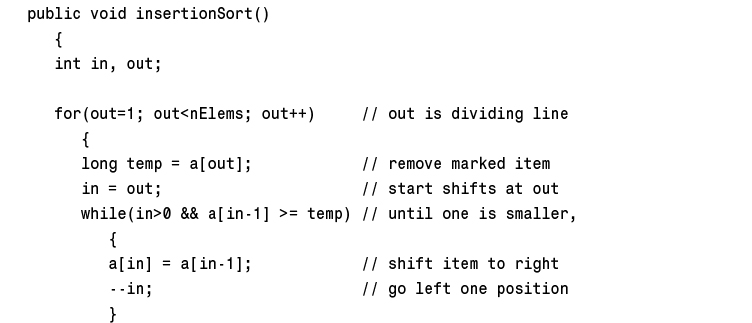 public void insertionSort()
{
int in, out;
for(out=1; out<nElems; out++) // out is dividing line
{
long temp = a[out]; // remove marked item
in = out; // start shifts at out
while(in>0 && a[in-1] >= temp) // until one is smaller,
{
a[in] = a[in-1]; // shift item to right
--in; // go left one position
}